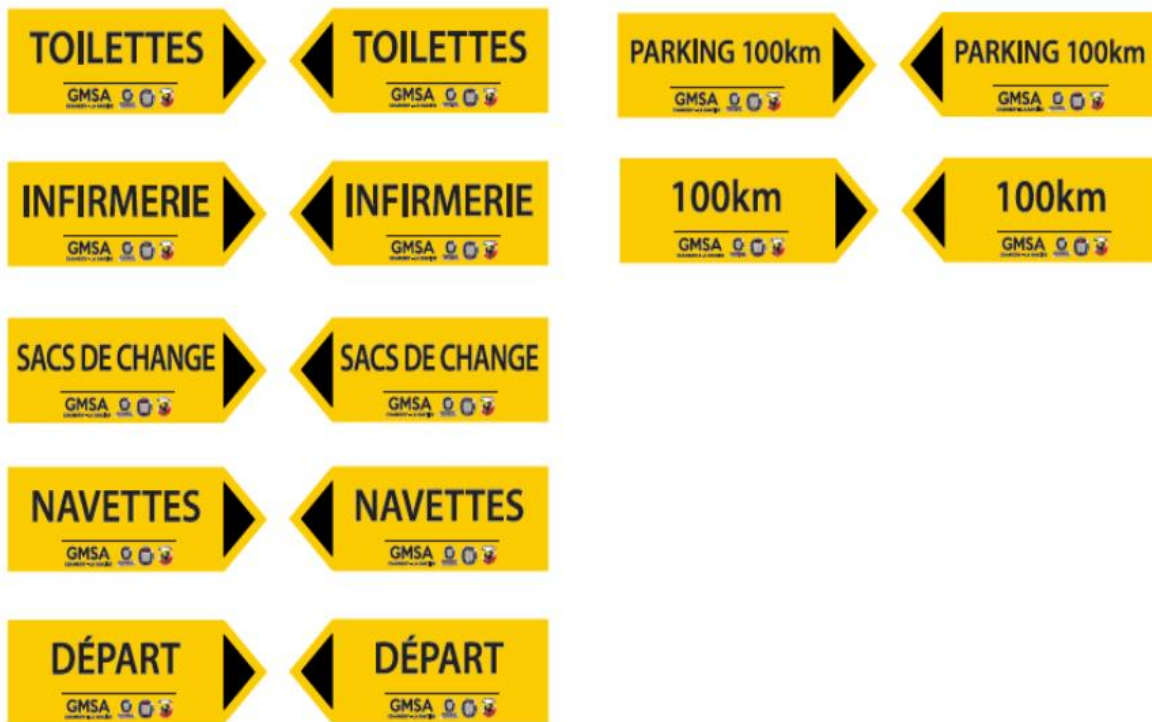 TOILETTES
GMSA
TOILETTES
GMSA
PARKING 100km
GMSA
PARKING 100km
GMSA
INFIRMERIE
GMSA
INFIRMERIE
GMSA
100km
GMSA
100km
GMSA
SACS DE CHANGE
GMSA
SACS DE CHANGE
GMSA
NAVETTES
GMSA
NAVETTES
GMSA
DÉPART
GMSA
DÉPART
GMSA